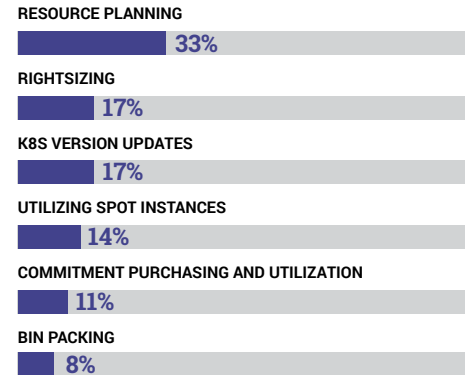 RESOURCE PLANNING
33%
RIGHTSIZING
17%
K8S VERSION UPDATES
17%
UTILIZING SPOT INSTANCES
14%
COMMITMENT PURCHASING AND UTILIZATION
11%
BIN PACKING
8%